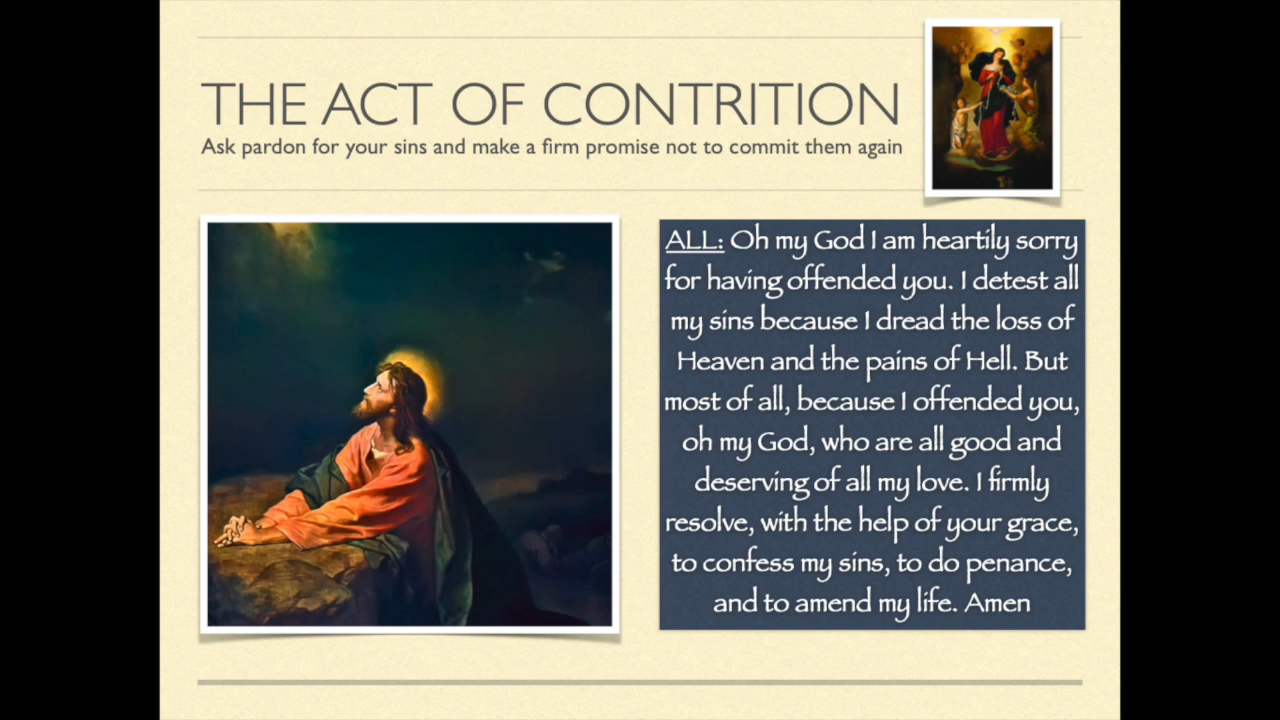 THE ACT OF CONTRITION
Ask pardon for your sins and make a firm promise not to commit them again
ALL: Oh my God I am heartily sorry
for having offended you. I detest all
my sins because I dread the loss of
Heaven and the pains of Hell. But
most of all, because I offended you,
oh my God, who are all good and
deserving of all my love. I firmly
resolve, with the help of your grace,
to confess my sins, to do penance,
and to amend my life. Amen